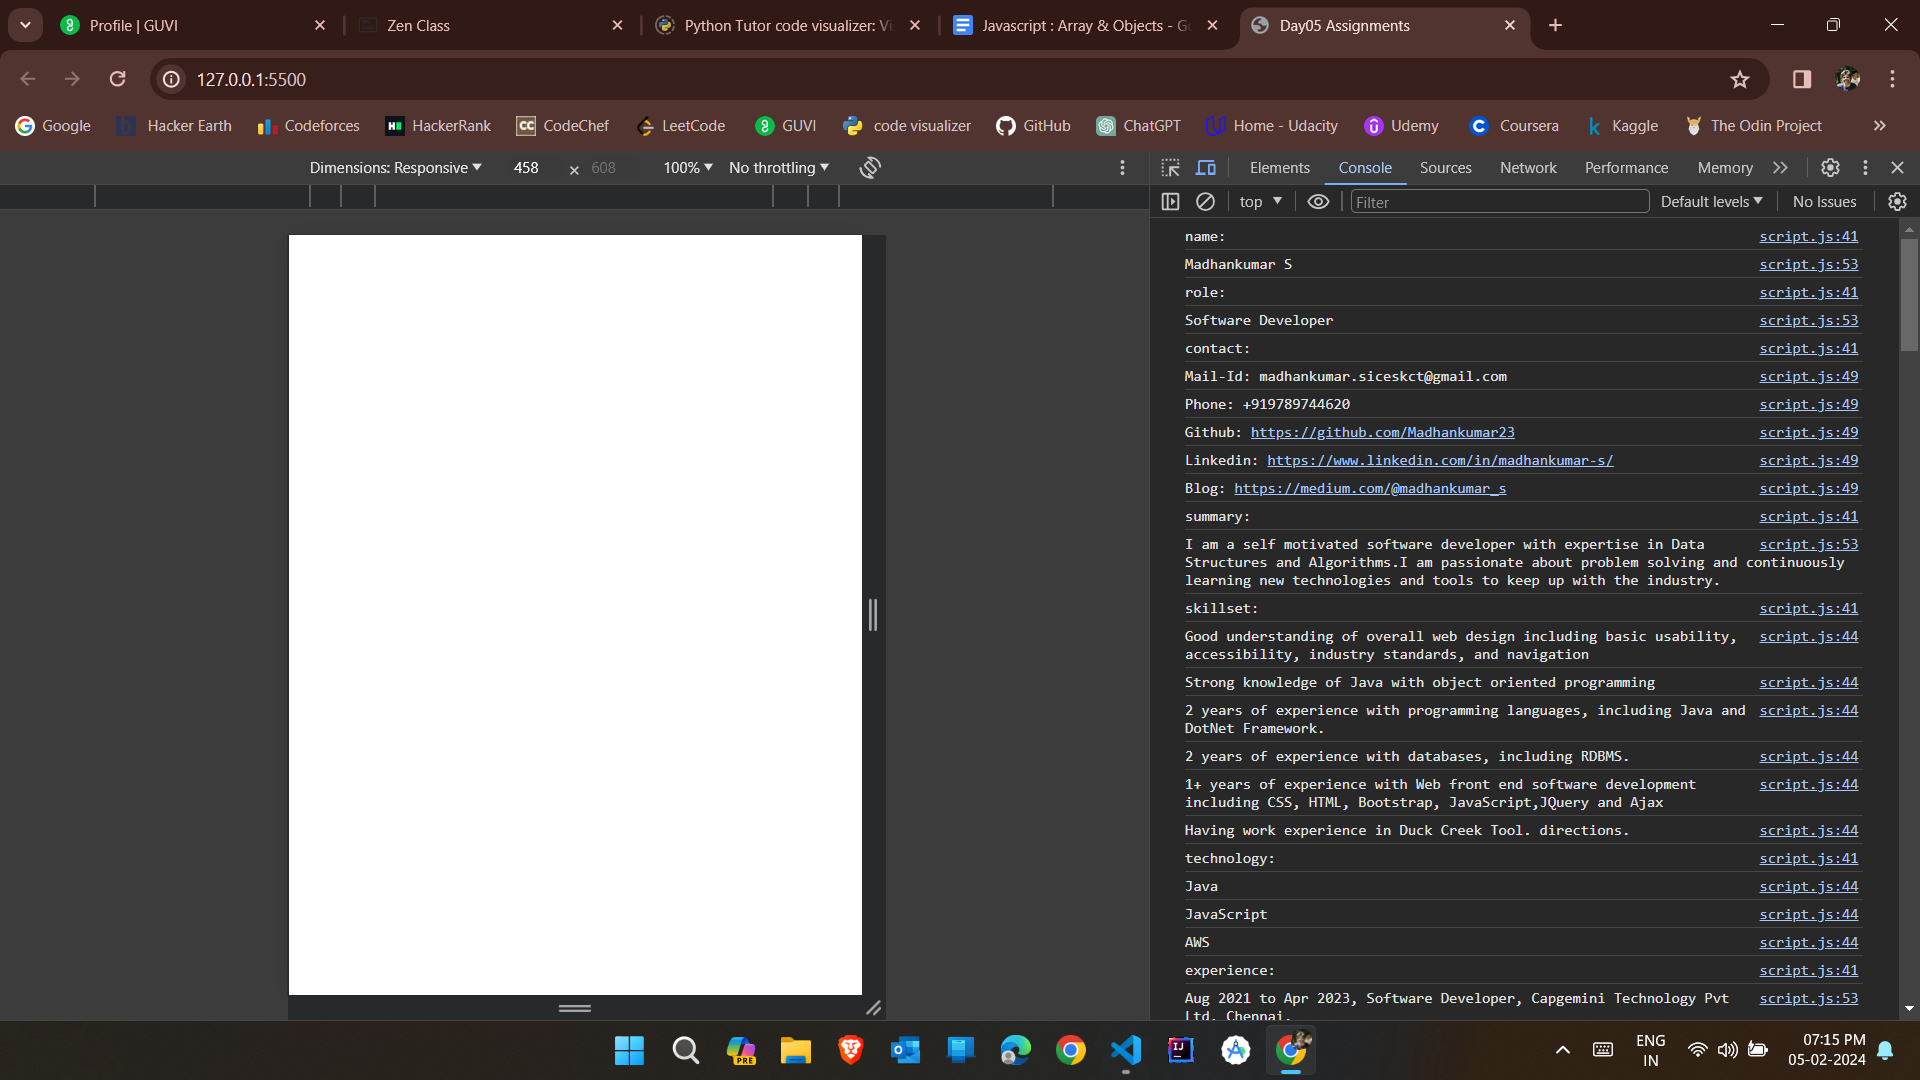 Profile | GUVI
Zen Class
Python Tutor code visualizer: Vi
Javascript : Array & Objects - Go
Day05 Assignments
127.0.0.1:5500
Google
Hacker Earth
Codeforces
HackerRank
CodeChef
LeetCode
GUVI
code visualizer
GitHub
ChatGPT
Home - Udacity
Udemy
Coursera
Kaggle
The Odin Project
Dimensions: Responsive 458 × 608 100% No throttling
Elements Console Sources Network Performance Memory
top Filter Default levels No Issues
name: script.js:41
Madhankumar S script.js:53
role: script.js:41
Software Developer script.js:53
contact: script.js:41
Mail-Id: madhankumar.siceskct@gmail.com script.js:49
Phone: +919789744620 script.js:49
Github: https://github.com/Madhankumar23 script.js:49
Linkedin: https://www.linkedin.com/in/madhankumar-s/ script.js:49
Blog: https://medium.com/@madhankumar_s script.js:49
summary: script.js:41
I am a self motivated software developer with expertise in Data script.js:53
Structures and Algorithms.I am passionate about problem solving and continuously
learning new technologies and tools to keep up with the industry.
skillset: script.js:41
Good understanding of overall web design including basic usability, script.js:44
accessibility, industry standards, and navigation
Strong knowledge of Java with object oriented programming script.js:44
2 years of experience with programming languages, including Java and script.js:44
DotNet Framework.
2 years of experience with databases, including RDBMS. script.js:44
1+ years of experience with Web front end software development script.js:44
including CSS, HTML, Bootstrap, JavaScript,JQuery and Ajax
Having work experience in Duck Creek Tool. directions. script.js:44
technology: script.js:41
Java script.js:44
JavaScript script.js:44
AWS script.js:44
experience: script.js:41
Aug 2021 to Apr 2023, Software Developer, Capgemini Technology Pvt script.js:53
Ltd. Chennai.
PRE
ENG
IN
07:15 PM
05-02-2024